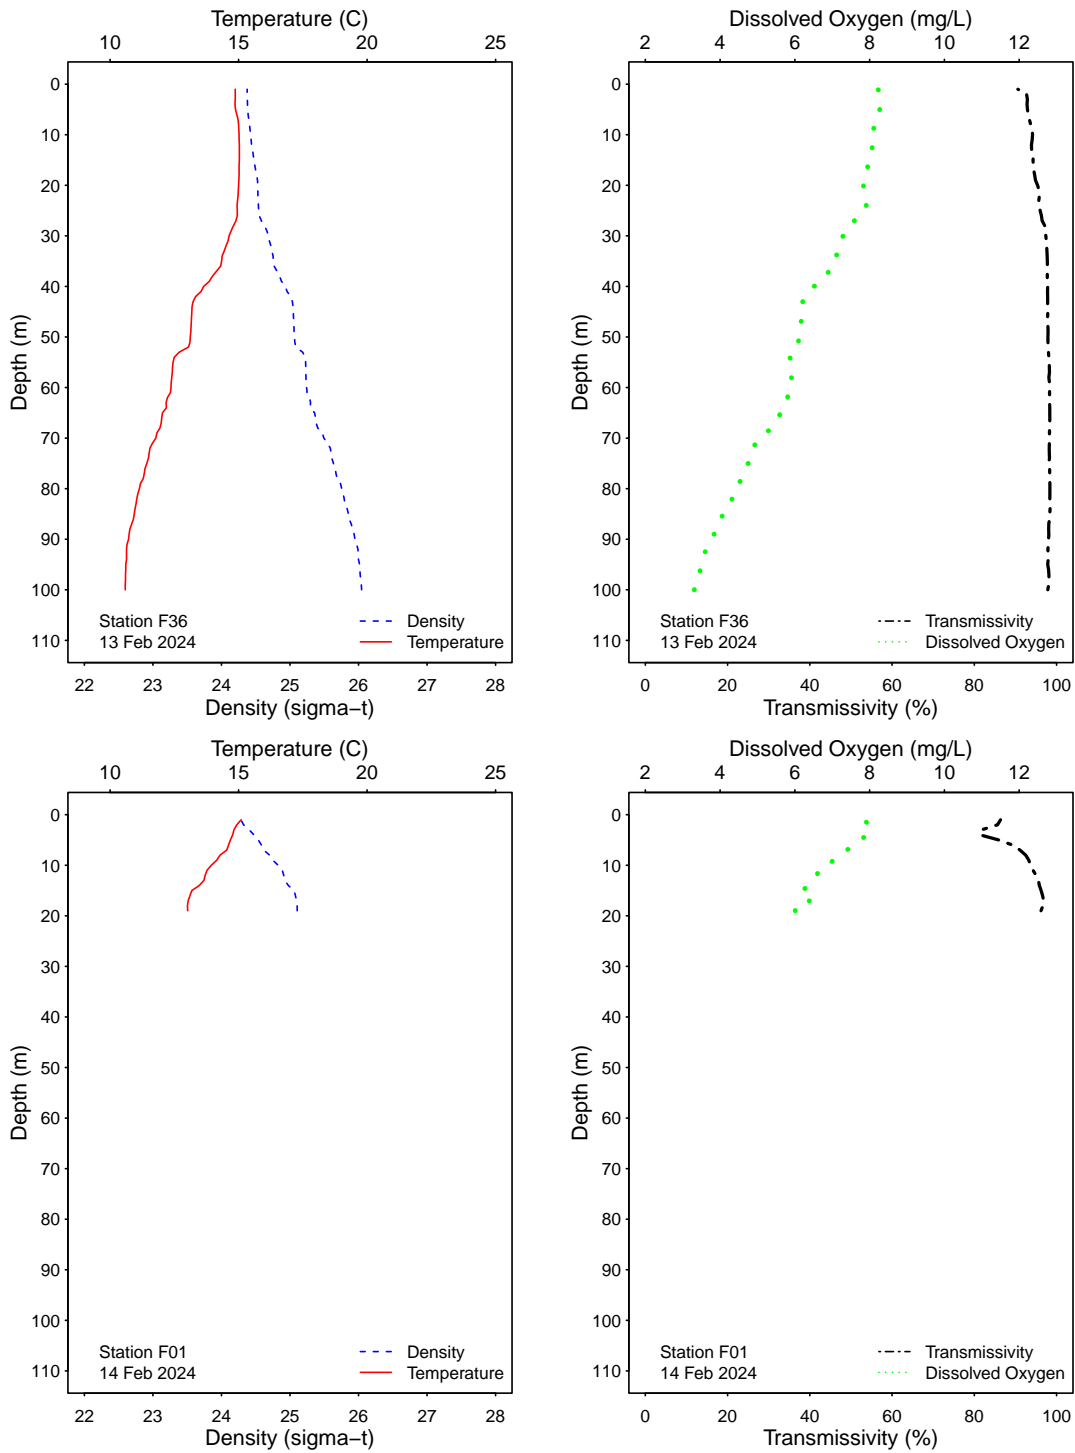 Temperature (C)
10 15 20 25
0
10
20
30
40
50
60
70
80
90
100
110
Depth (m)
Station F36
13 Feb 2024
Density
Temperature
22 23 24 25 26 27 28
Density (sigma−t)
Dissolved Oxygen (mg/L)
2 4 6 8 10 12
0
10
20
30
40
50
60
70
80
90
100
110
Depth (m)
Station F36
13 Feb 2024
Transmissivity
Dissolved Oxygen
0 20 40 60 80 100
Transmissivity (%)
Temperature (C)
10 15 20 25
0
10
20
30
40
50
60
70
80
90
100
110
Depth (m)
Station F01
14 Feb 2024
Density
Temperature
22 23 24 25 26 27 28
Density (sigma−t)
Dissolved Oxygen (mg/L)
2 4 6 8 10 12
0
10
20
30
40
50
60
70
80
90
100
110
Depth (m)
Station F01
14 Feb 2024
Transmissivity
Dissolved Oxygen
0 20 40 60 80 100
Transmissivity (%)